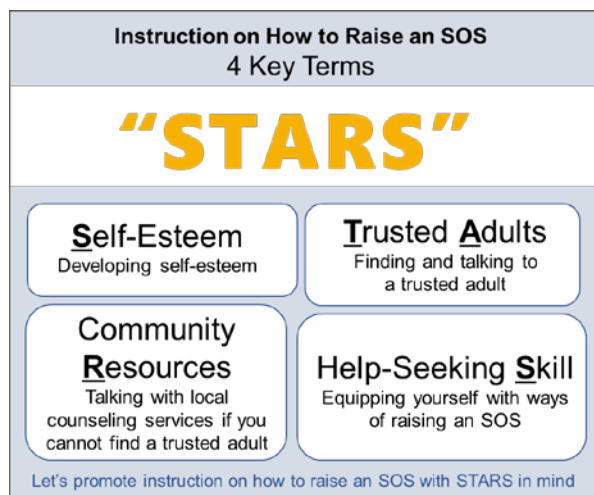 Instruction on How to Raise an SOS
4 Key Terms
“STARS”
Self-Esteem
Developing self-esteem
Trusted Adults
Finding and talking to
a trusted adult
Community
Resources
Talking with local
counseling services if you
cannot find a trusted adult
Help-Seeking Skill
Equipping yourself with ways
of raising an SOS
Let’s promote instruction on how to raise an SOS with STARS in mind